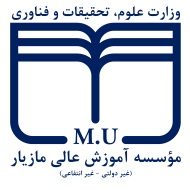 وزارت علوم، تحقیقات و فناوری
M.U
مؤسسه آموزش عالی مازیار
(غیر دولتی - غیر انتفاعی)